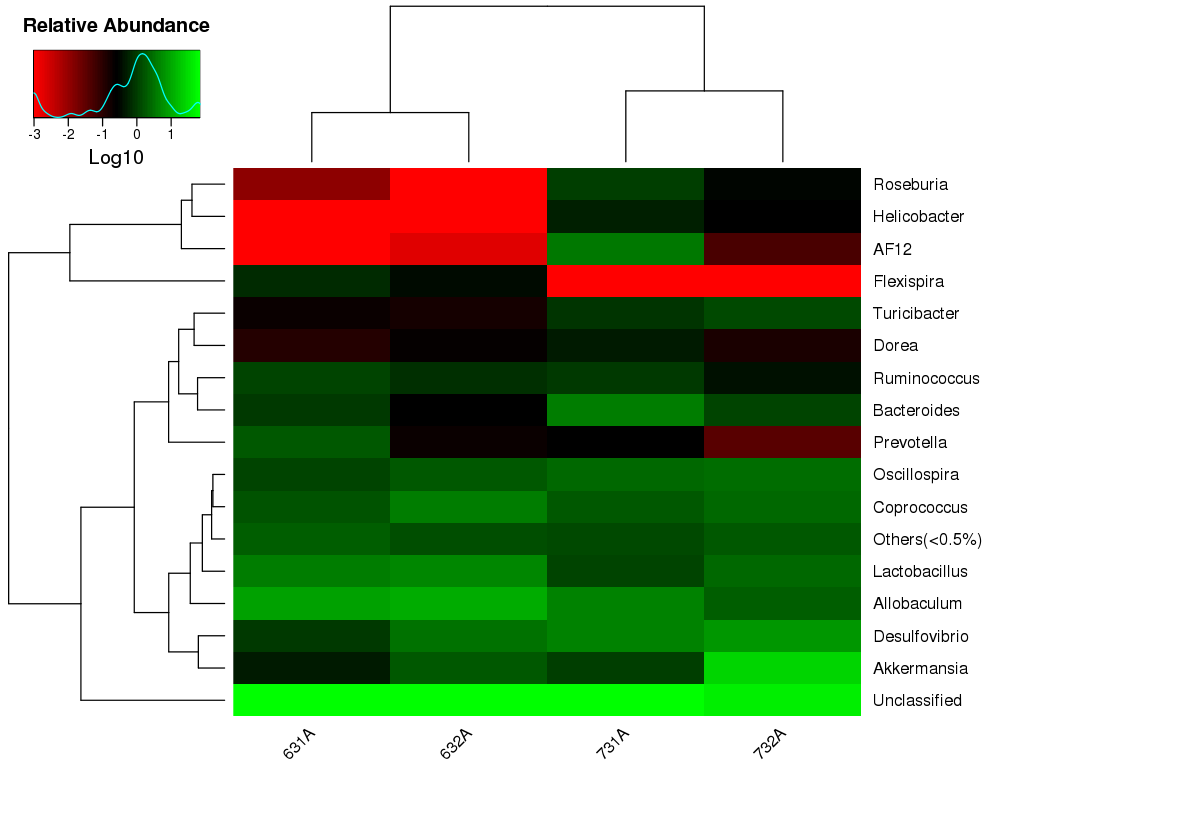 Relative Abundance
-3 -2 -1 0 1
Log10
Roseburia
Helicobacter
AF12
Flexispira
Turicibacter
Dorea
Ruminococcus
Bacteroides
Prevotella
Oscillospira
Coprococcus
Others(<0.5%)
Lactobacillus
Allobaculum
Desulfovibrio
Akkermansia
Unclassified
631A 632A 731A 732A